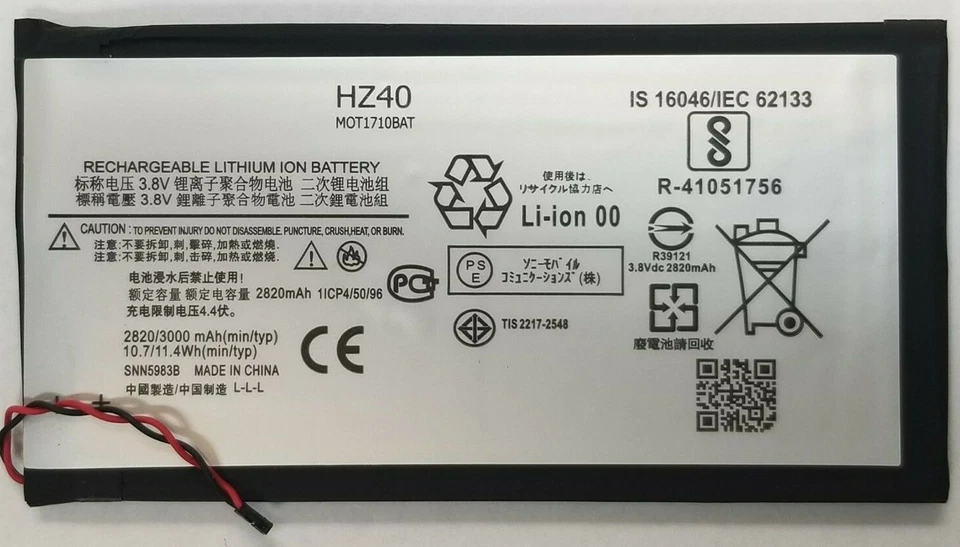 HZ40
MOT1710BAT
IS 16046/IEC 62133
R-41051756
RECHARGEABLE LITHIUM ION BATTERY
标称电压 3.8V 锂离子聚合物电池 二次锂电池组
標稱電壓 3.8V 鋰離子聚合物電池 二次鋰電池組
CAUTION: TO PREVENT INJURY DO NOT DISASSEMBLE. PUNCTURE, CRUSH,HEAT, OR BURN.
注意:不要拆卸,刺,擊碎,加熱或燃燒.
注意:不要拆卸,刺,击碎,加热或燃烧.
电池浸水后禁止使用!
额定容量 额定电容量 2820mAh 1ICP4/50/96
充电限制电压4.4伏。
2820/3000 mAh(min/typ)
10.7/11.4Wh(min/typ)
SNN5983B MADE IN CHINA
中國製造/中国制造 L-L-L
CE
PC
使用後は.
リサイクル協力店へ
Li-ion 00
PS
E
ソニーモバイル
コミュニケーションズ(株)
TIS 2217-2548
R39121
3.8Vdc 2820mAh
廢電池請回收
- +